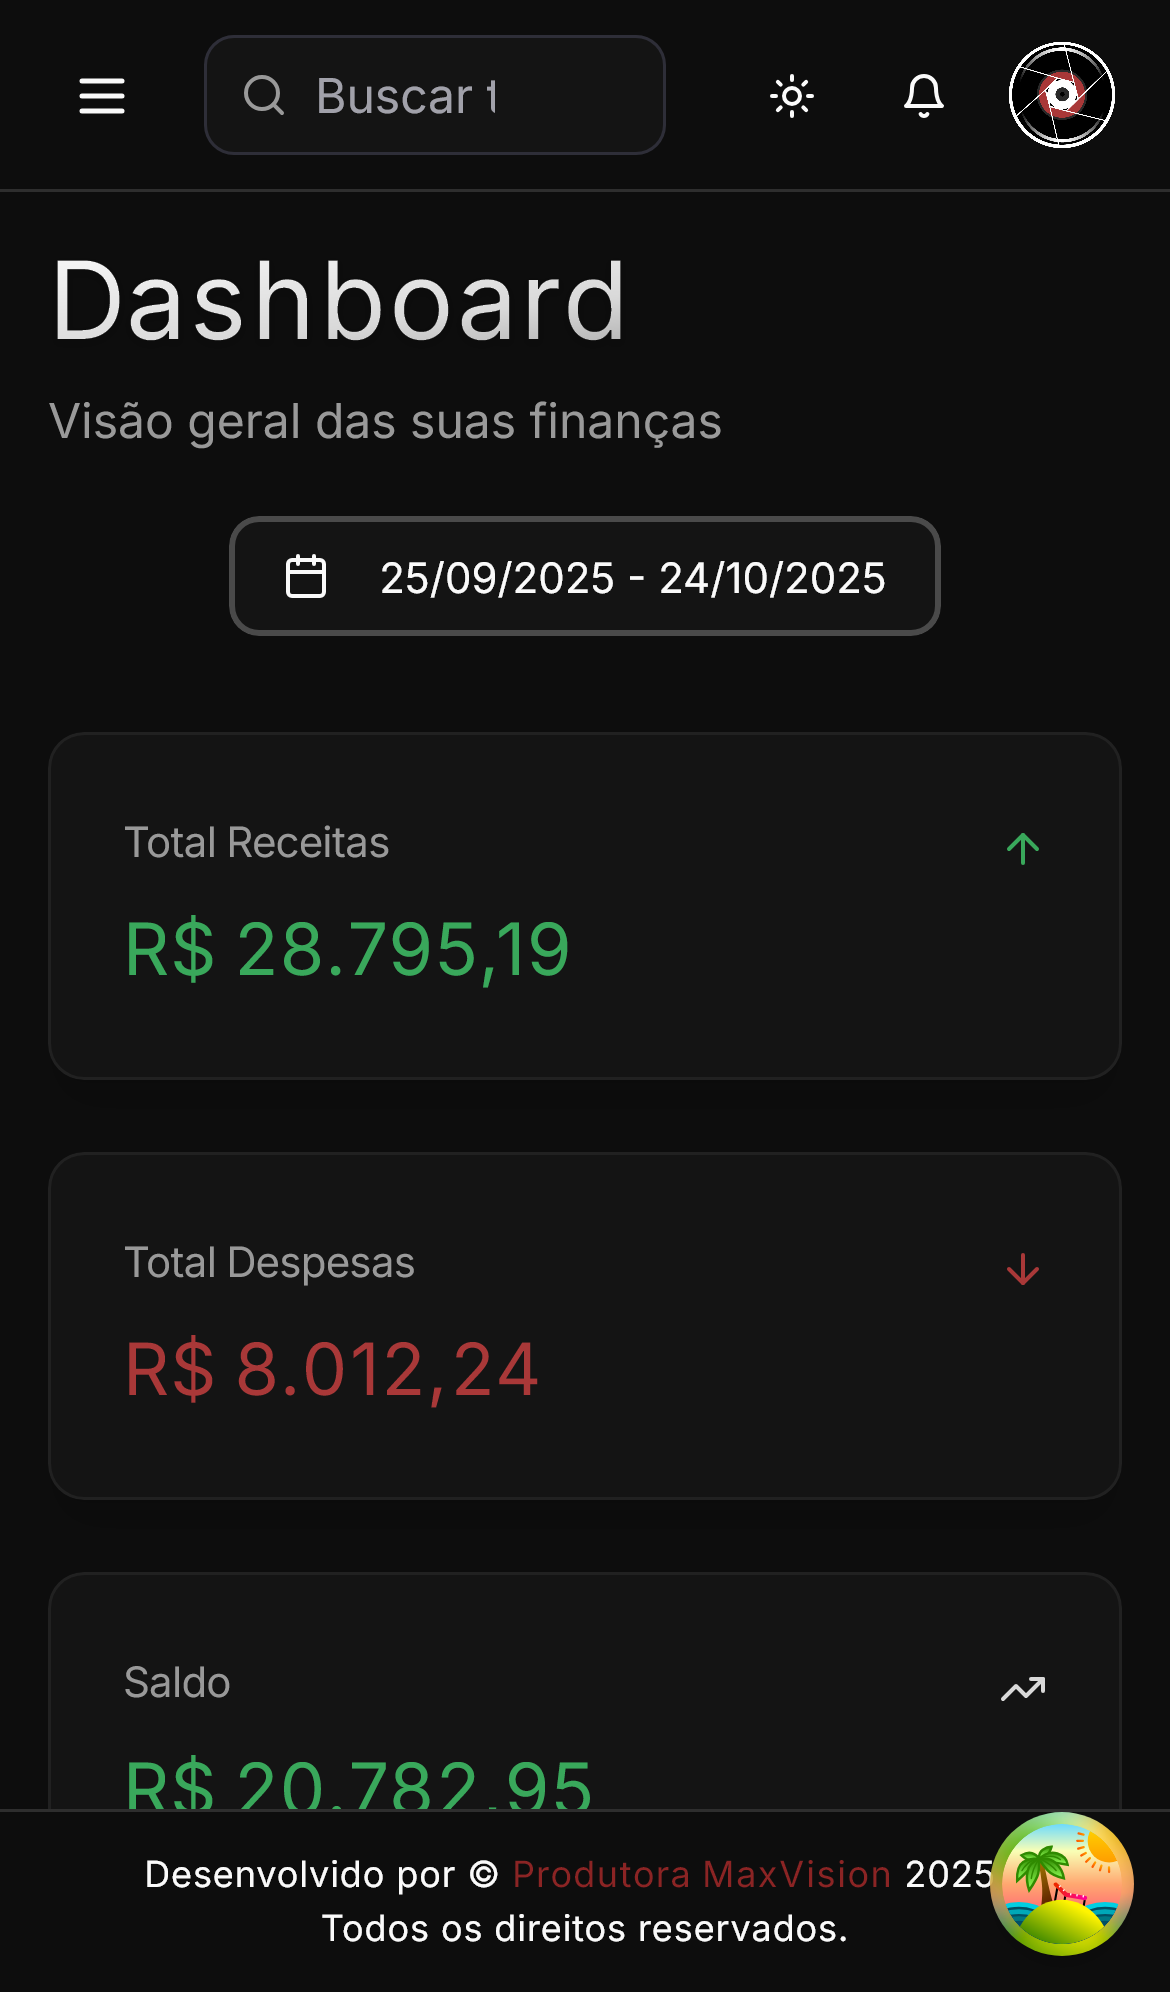 Buscar t
Dashboard
Visão geral das suas finanças
25/09/2025 - 24/10/2025
Total Receitas
R$ 28.795,19
Total Despesas
R$ 8.012,24
Saldo
R$ 20.782,95
Desenvolvido por © Produtora MaxVision 2025
Todos os direitos reservados.